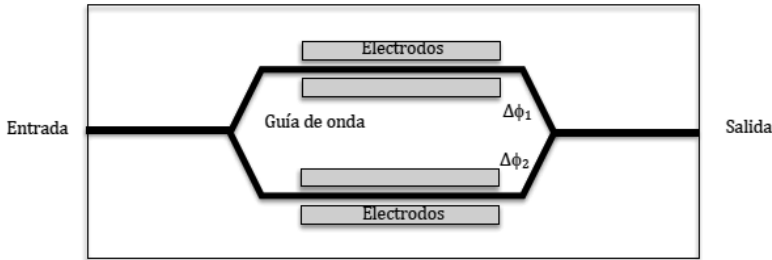 Electrodos
Δϕ₁
Entrada
Guía de onda
Salida
Δϕ₂
Electrodos